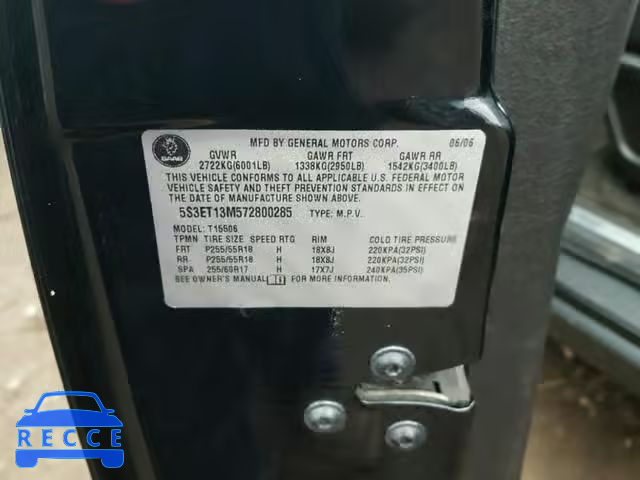 SAAB
MFD BY GENERAL MOTORS CORP. 06/06
GVWR GAWR FRT GAWR RR
2722KG(6001LB) 1338KG(2950LB) 1542KG(3400LB)
THIS VEHICLE CONFORMS TO ALL APPLICABLE U.S. FEDERAL MOTOR
VEHICLE SAFETY AND THEFT PREVENTION STANDARDS IN EFFECT ON THE
DATE OF MANUFACTURE SHOWN ABOVE.
5S3ET13M572800285 TYPE: M.P.V.
MODEL: T15506
TPMN TIRE SIZE SPEED RTG RIM COLD TIRE PRESSURE
FRT P255/55R18 H 18X8J 220KPA(32PSI)
RR P255/55R18 H 18X8J 220KPA(32PSI)
SPA 255/60R17 H 17X7J 240KPA(35PSI)
SEE OWNER'S MANUAL FOR MORE INFORMATION.
RECCE